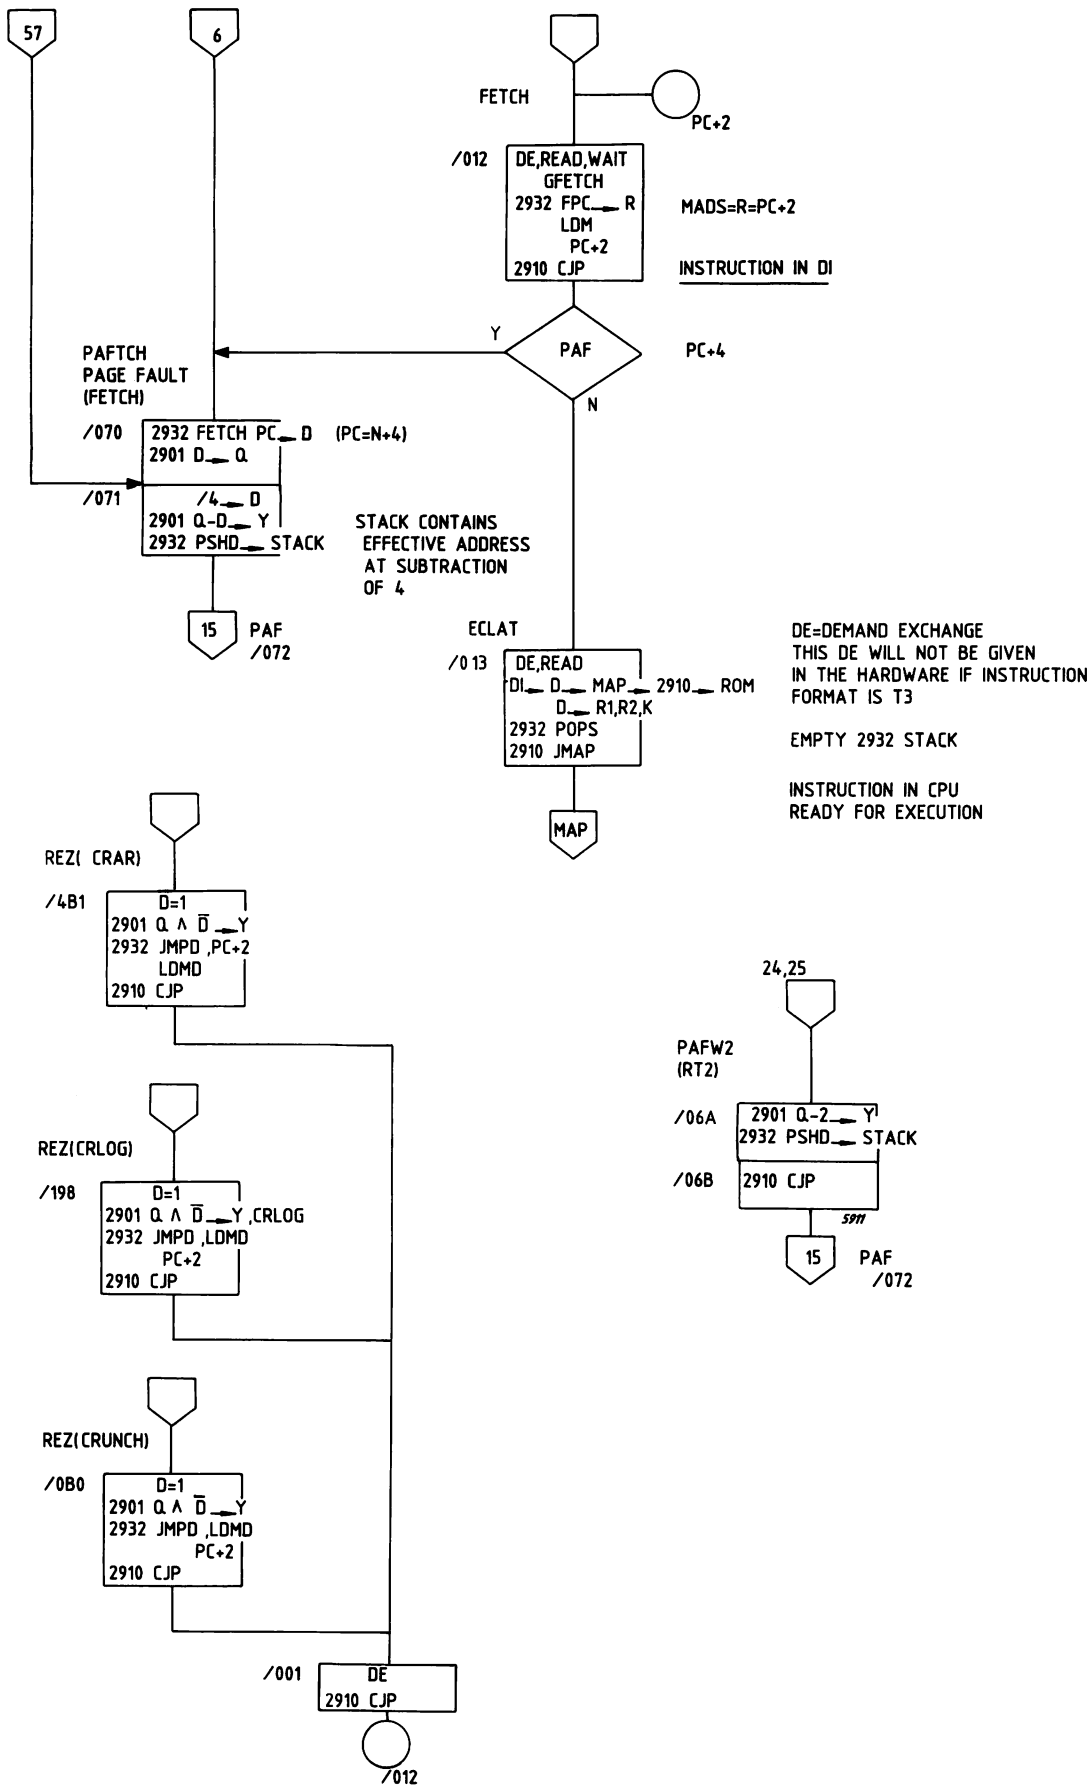 57
6
FETCH
PC+2
/012
DE,READ,WAIT
GFETCH
2932 FPC → R
LDM
PC+2
2910 CJP
MADS=R=PC+2
INSTRUCTION IN DI
Y
PAF
PC+4
N
PAFTCH
PAGE FAULT
(FETCH)
/070
2932 FETCH PC → D (PC=N+4)
2901 D → Q
/071
/4 → D
2901 Q-D → Y
2932 PSHD → STACK
STACK CONTAINS
EFFECTIVE ADDRESS
AT SUBTRACTION
OF 4
15
PAF
/072
ECLAT
/013
DE,READ
DI → D → MAP → 2910 → ROM
D → R1,R2,K
2932 POPS
2910 JMAP
DE=DEMAND EXCHANGE
THIS DE WILL NOT BE GIVEN
IN THE HARDWARE IF INSTRUCTION
FORMAT IS T3
EMPTY 2932 STACK
INSTRUCTION IN CPU
READY FOR EXECUTION
MAP
REZ( CRAR)
/4B1
D=1
2901 Q ∧ D̅ → Y
2932 JMPD ,PC+2
LDMD
2910 CJP
24,25
PAFW2
(RT2)
/06A
2901 Q-2 → Y
2932 PSHD → STACK
/06B
2910 CJP
5911
15
PAF
/072
REZ(CRLOG)
/198
D=1
2901 Q ∧ D̅ → Y ,CRLOG
2932 JMPD ,LDMD
PC+2
2910 CJP
REZ(CRUNCH)
/0B0
D=1
2901 Q ∧ D̅ → Y
2932 JMPD ,LDMD
PC+2
2910 CJP
/001
DE
2910 CJP
/012